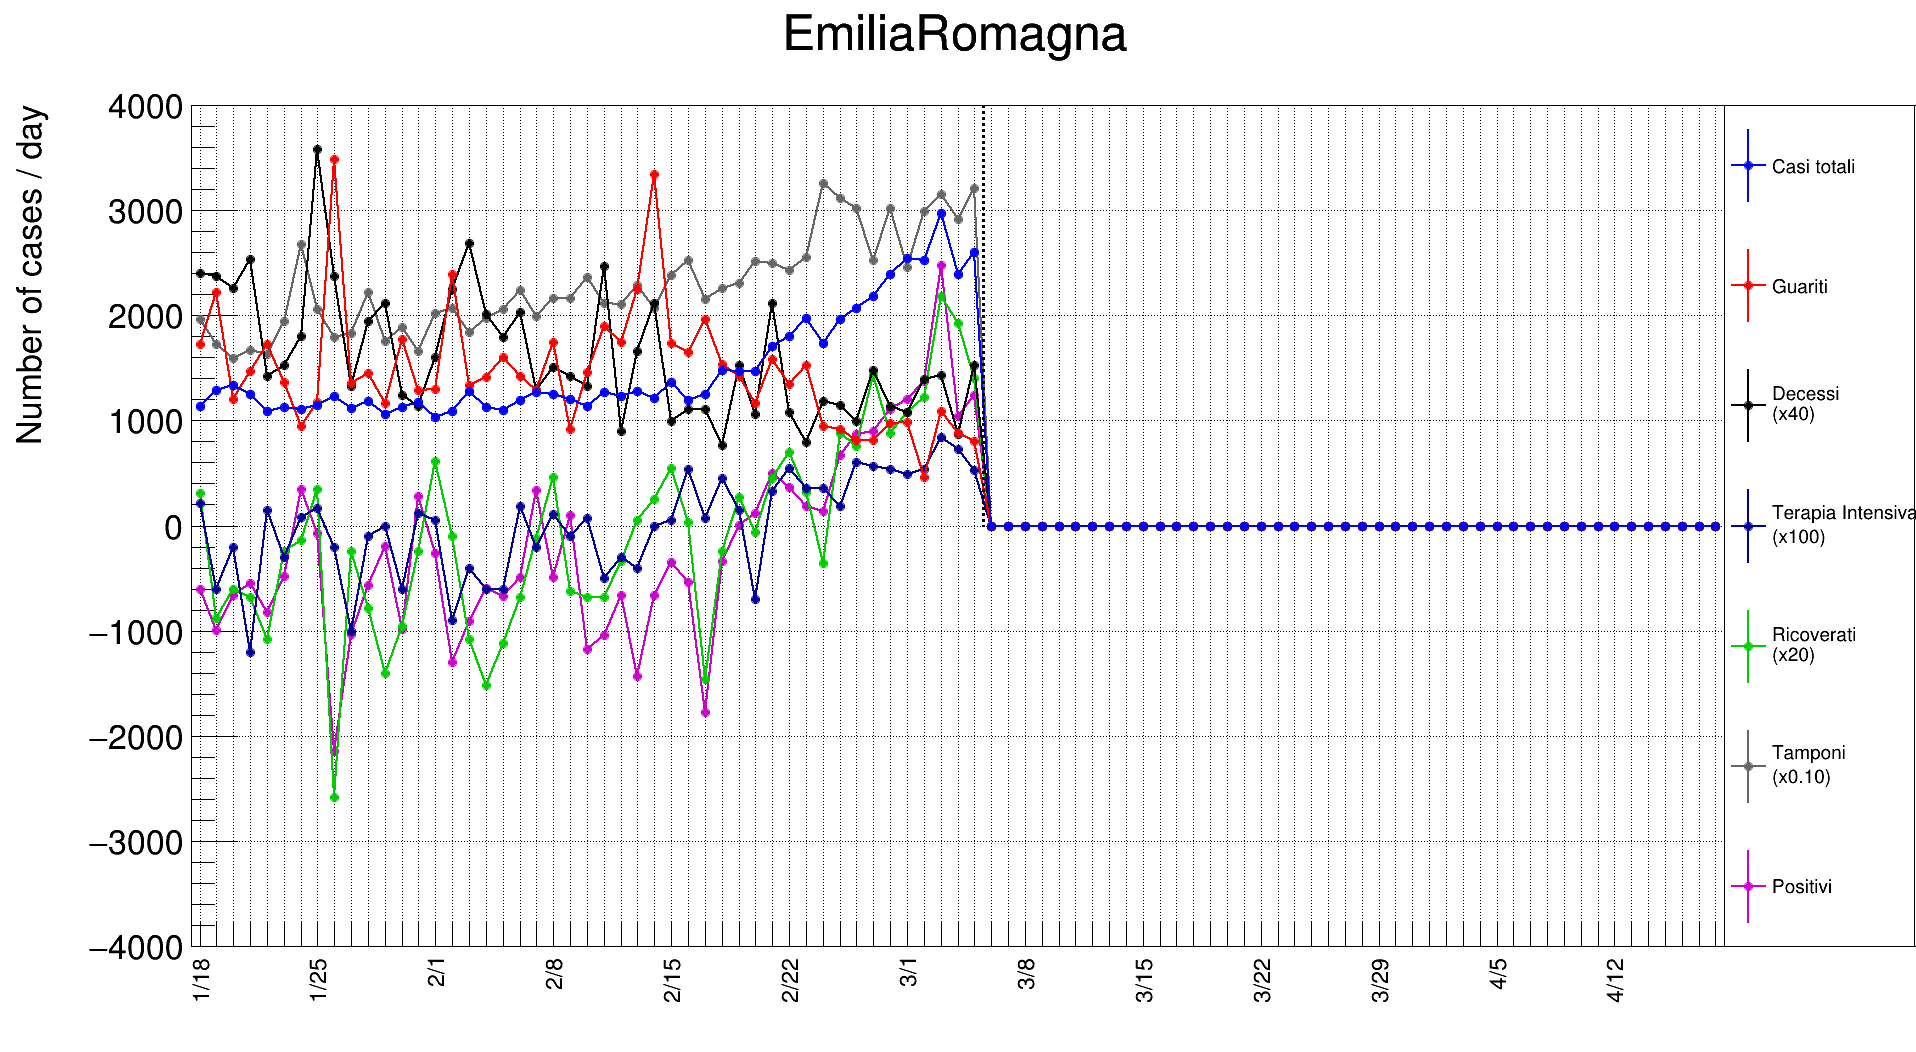 EmiliaRomagna
Number of cases / day
4000
3000
2000
1000
0
−1000
−2000
−3000
−4000
1/18
1/25
2/1
2/8
2/15
2/22
3/1
3/8
3/15
3/22
3/29
4/5
4/12
Casi totali
Guariti
Decessi
(x40)
Terapia Intensiva
(x100)
Ricoverati
(x20)
Tamponi
(x0.10)
Positivi